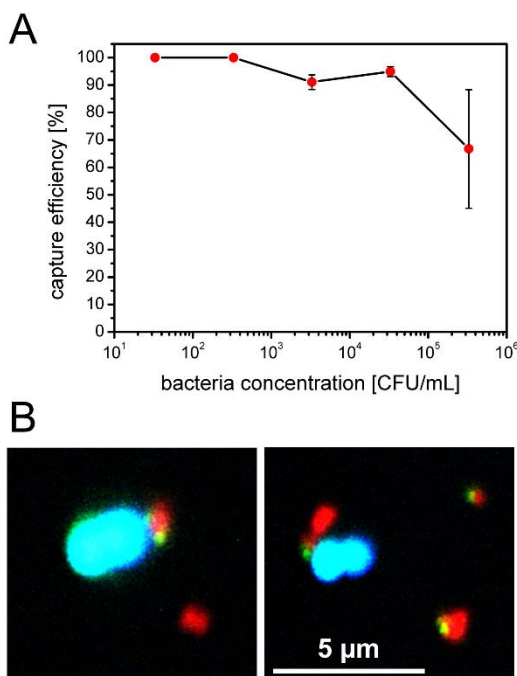 A
100
90
80
70
60
50
40
30
20
10
0
capture efficiency [%]
10¹ 10² 10³ 10⁴ 10⁵ 10⁶
bacteria concentration [CFU/mL]
B
5 µm